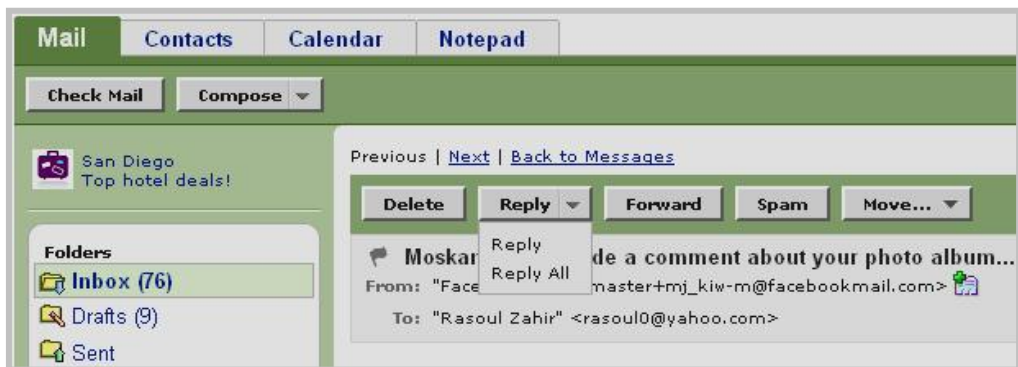 Mail Contacts Calendar Notepad
Check Mail Compose
San Diego
Top hotel deals!
Previous | Next | Back to Messages
Delete Reply Forward Spam Move...
Reply
Reply All
Folders
Inbox (76)
Drafts (9)
Sent
Moskar de a comment about your photo album...
From: "Face master+mj_kiw-m@facebookmail.com>
To: "Rasoul Zahir" <rasoul0@yahoo.com>